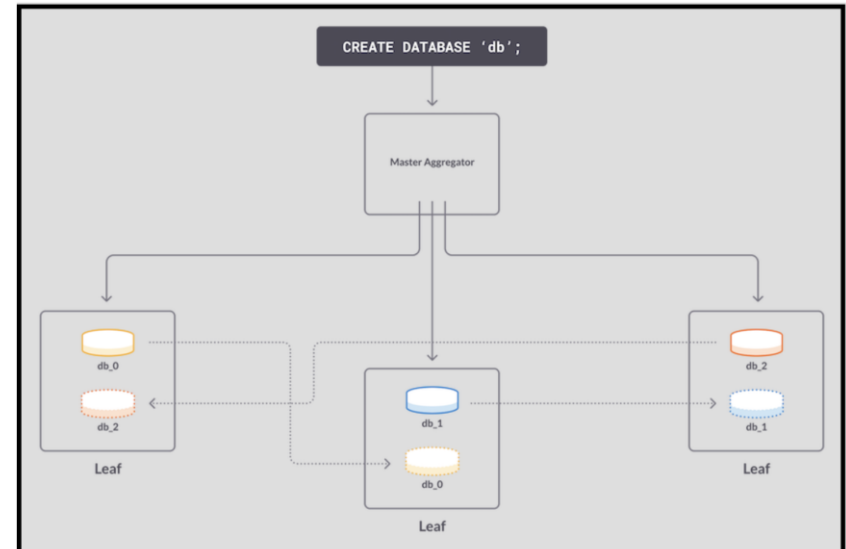 CREATE DATABASE ‘db’;
Master Aggregator
db_0
db_2
Leaf
db_1
db_0
Leaf
db_2
db_1
Leaf